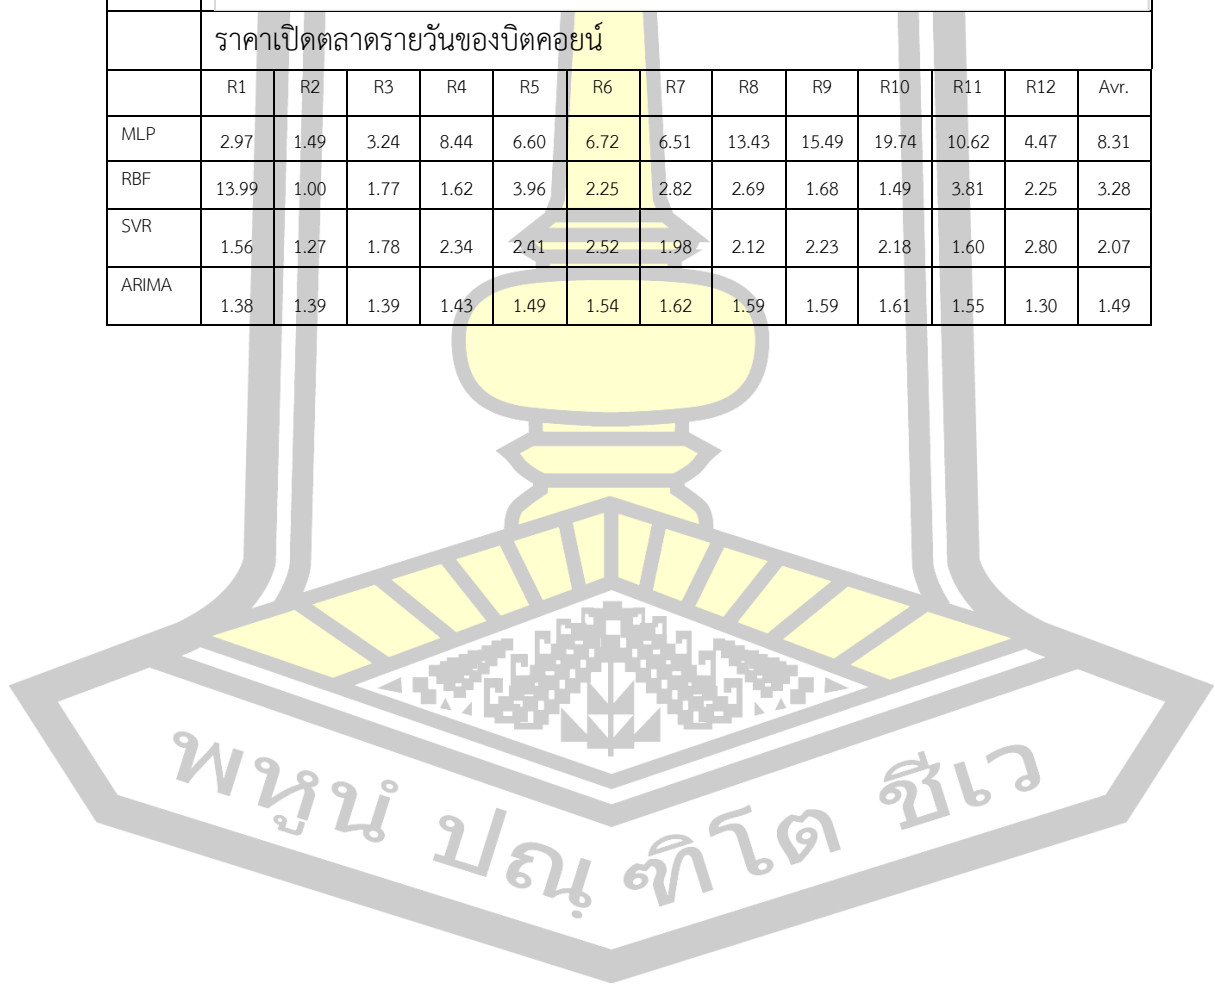 ราคาเปิดตลาดรายวันของบิตคอยน์
R1 R2 R3 R4 R5 R6 R7 R8 R9 R10 R11 R12 Avr.
MLP 2.97 1.49 3.24 8.44 6.60 6.72 6.51 13.43 15.49 19.74 10.62 4.47 8.31
RBF 13.99 1.00 1.77 1.62 3.96 2.25 2.82 2.69 1.68 1.49 3.81 2.25 3.28
SVR 1.56 1.27 1.78 2.34 2.41 2.52 1.98 2.12 2.23 2.18 1.60 2.80 2.07
ARIMA 1.38 1.39 1.39 1.43 1.49 1.54 1.62 1.59 1.59 1.61 1.55 1.30 1.49
พหูนํ ปณฺฑิโต ชีเว